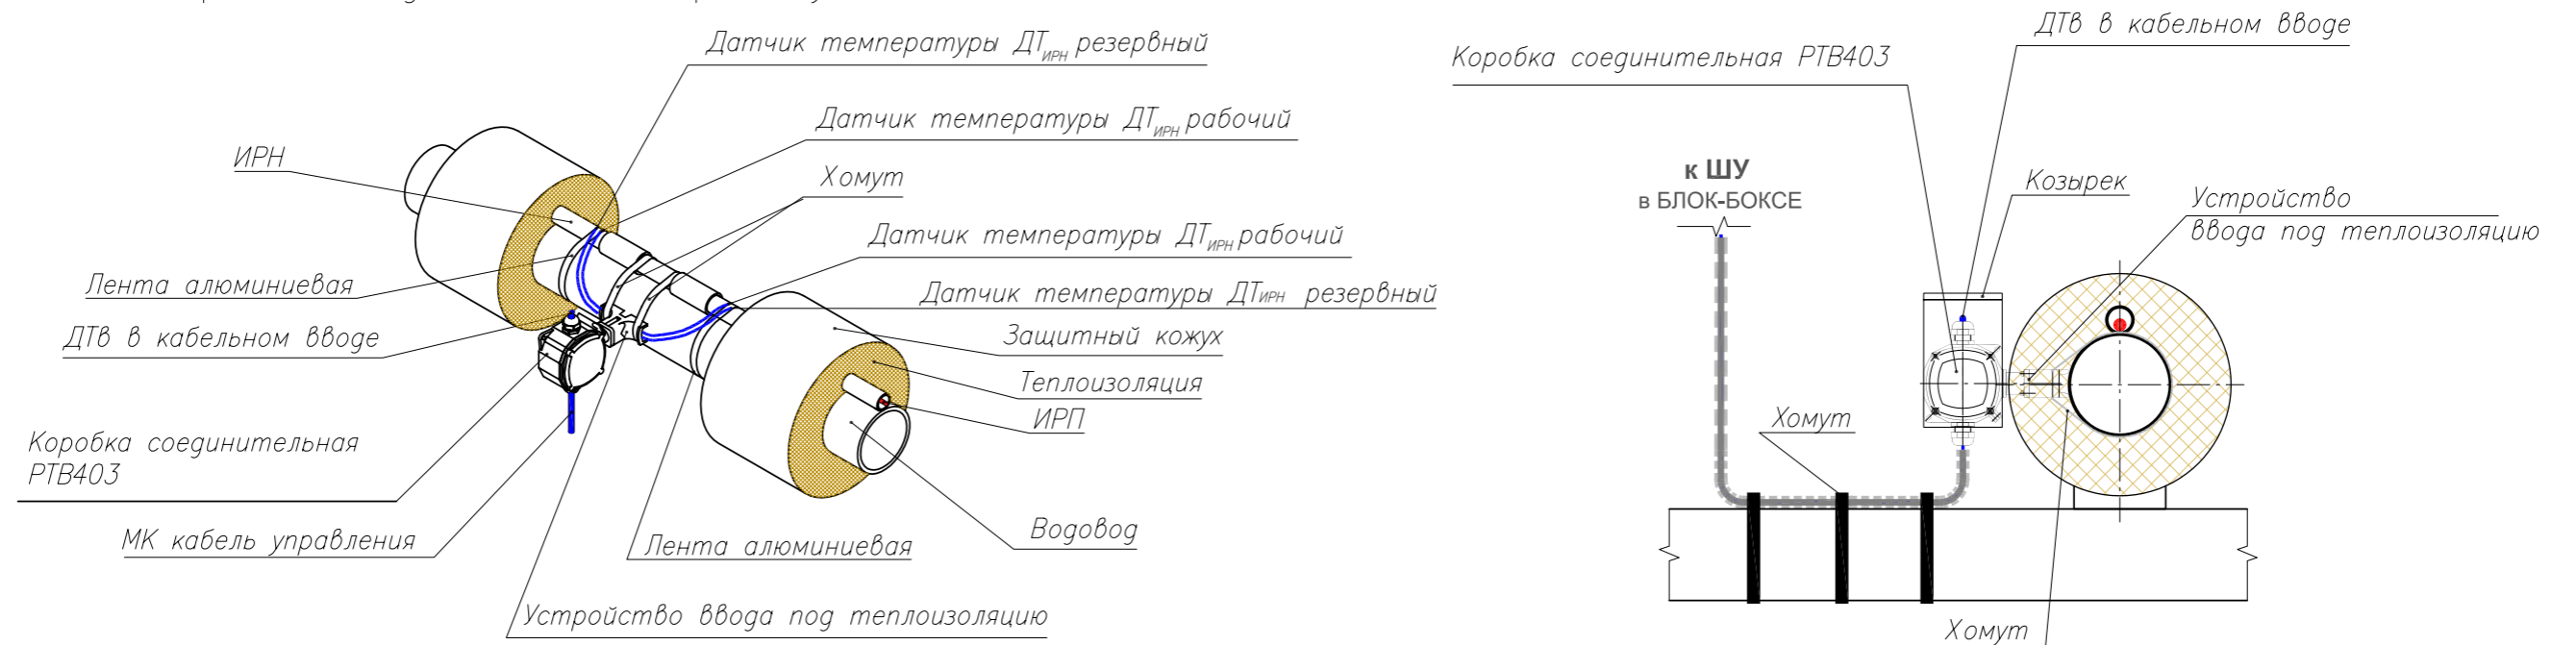 Датчик температуры ДТИРН резервный
Датчик температуры ДТИРН рабочий
ИРН
Хомут
Датчик температуры ДТИРН рабочий
Лента алюминиевая
Датчик температуры ДТИРН резервный
ДТВ в кабельном вводе
Защитный кожух
Теплоизоляция
ИРП
Коробка соединительная
РТВ403
Водовод
МК кабель управления
Лента алюминиевая
Устройство ввода под теплоизоляцию
ДТВ в кабельном вводе
Коробка соединительная РТВ403
к ШУ
в БЛОК-БОКСЕ
Козырек
Устройство
ввода под теплоизоляцию
Хомут
Хомут